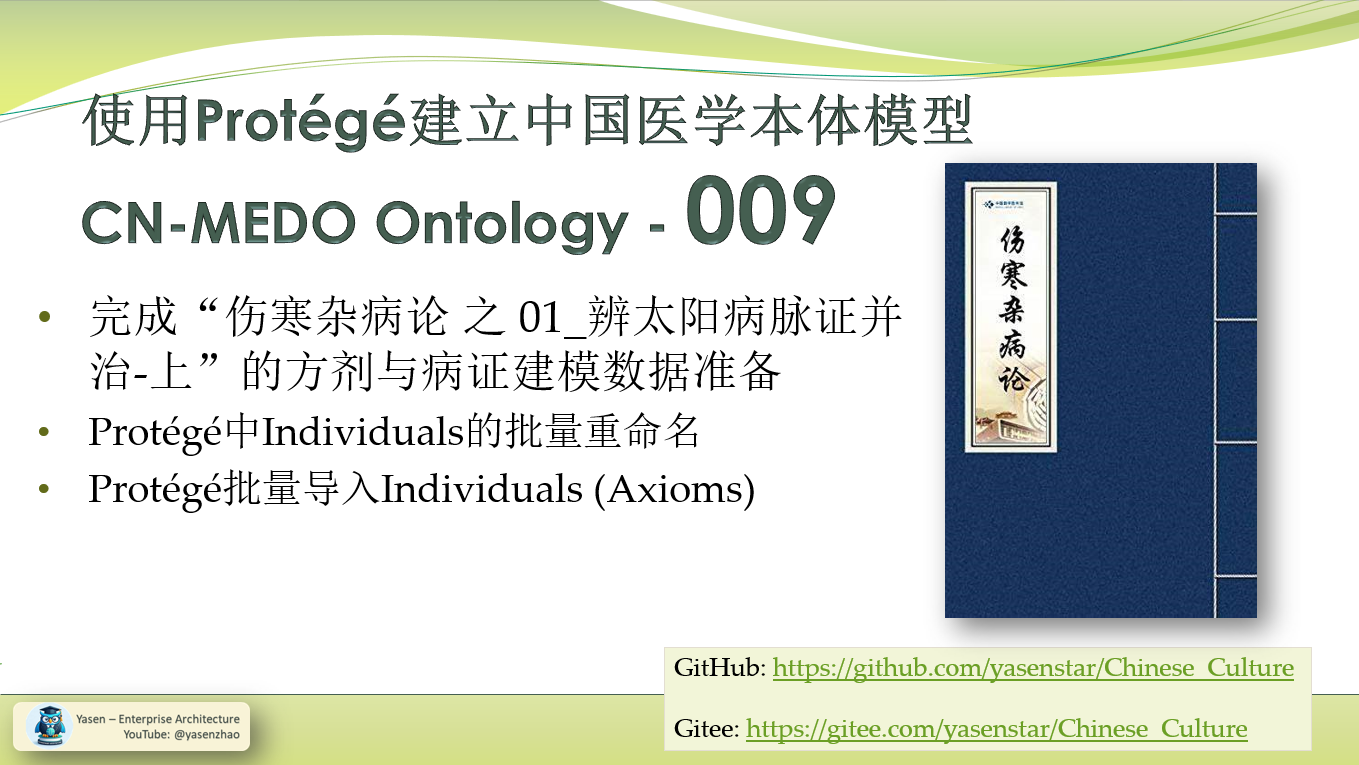 使用Protégé建立中国医学本体模型
CN-MEDO Ontology - 009
• 完成“伤寒杂病论 之 01_辨太阳病脉证并
治-上”的方剂与病证建模数据准备
• Protégé中Individuals的批量重命名
• Protégé批量导入Individuals (Axioms)
伤寒杂病论
GitHub: https://github.com/yasenstar/Chinese_Culture
Gitee: https://gitee.com/yasenstar/Chinese_Culture
Yasen – Enterprise Architecture
YouTube: @yasenzhao